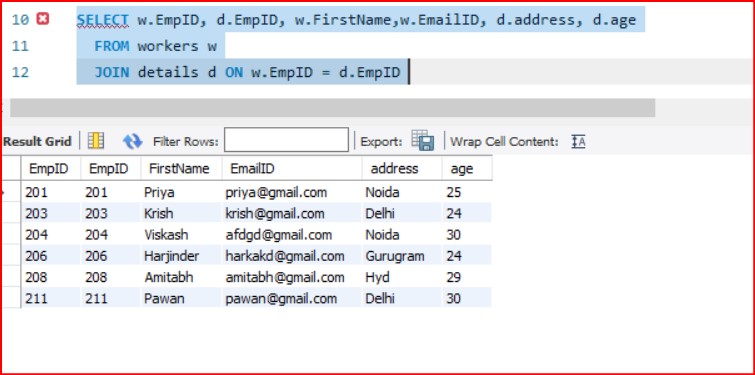 10 SELECT w.EmpID, d.EmpID, w.FirstName,w.EmailID, d.address, d.age
11 FROM workers w
12 JOIN details d ON w.EmpID = d.EmpID
Result Grid Filter Rows: Export: Wrap Cell Content:
EmpID EmpID FirstName EmailID address age
201 201 Priya priya@gmail.com Noida 25
203 203 Krish krish@gmail.com Delhi 24
204 204 Viskash afdgd@gmail.com Noida 30
206 206 Harjinder harkakd@gmail.com Gurugram 24
208 208 Amitabh amitabh@gmail.com Hyd 29
211 211 Pawan pawan@gmail.com Delhi 30